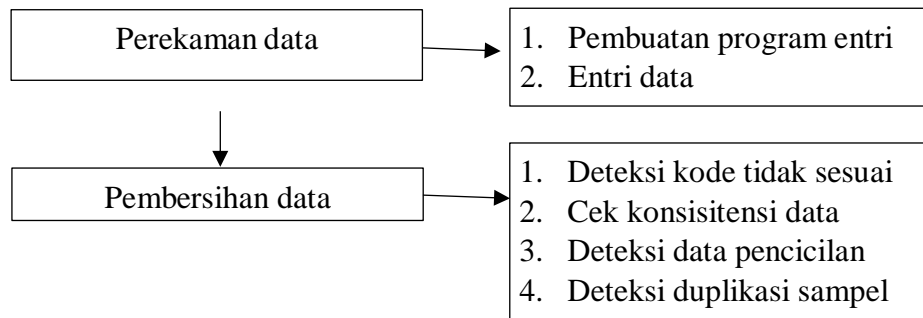 Perekaman data
1. Pembuatan program entri
2. Entri data
Pembersihan data
1. Deteksi kode tidak sesuai
2. Cek konsisitensi data
3. Deteksi data pencicilan
4. Deteksi duplikasi sampel